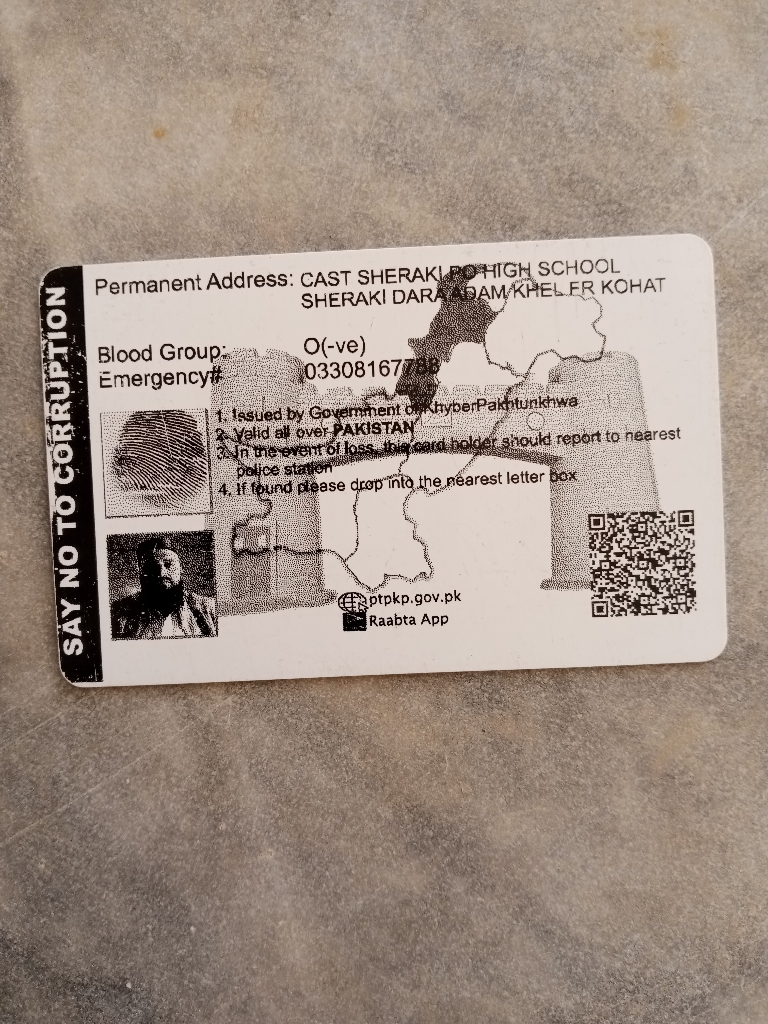 SAY NO TO CORRUPTION
Permanent Address: CAST SHERAKI PO HIGH SCHOOL
SHERAKI DARA ADAM KHEL FR KOHAT
Blood Group: O(-ve)
Emergency#
1. Issued by Government of KhyberPakhtunkhwa
2. Valid all over PAKISTAN
3. In the event of loss, this card holder should report to nearest
police station
4. If found please drop into the nearest letter box
ptpkp.gov.pk
Raabta App